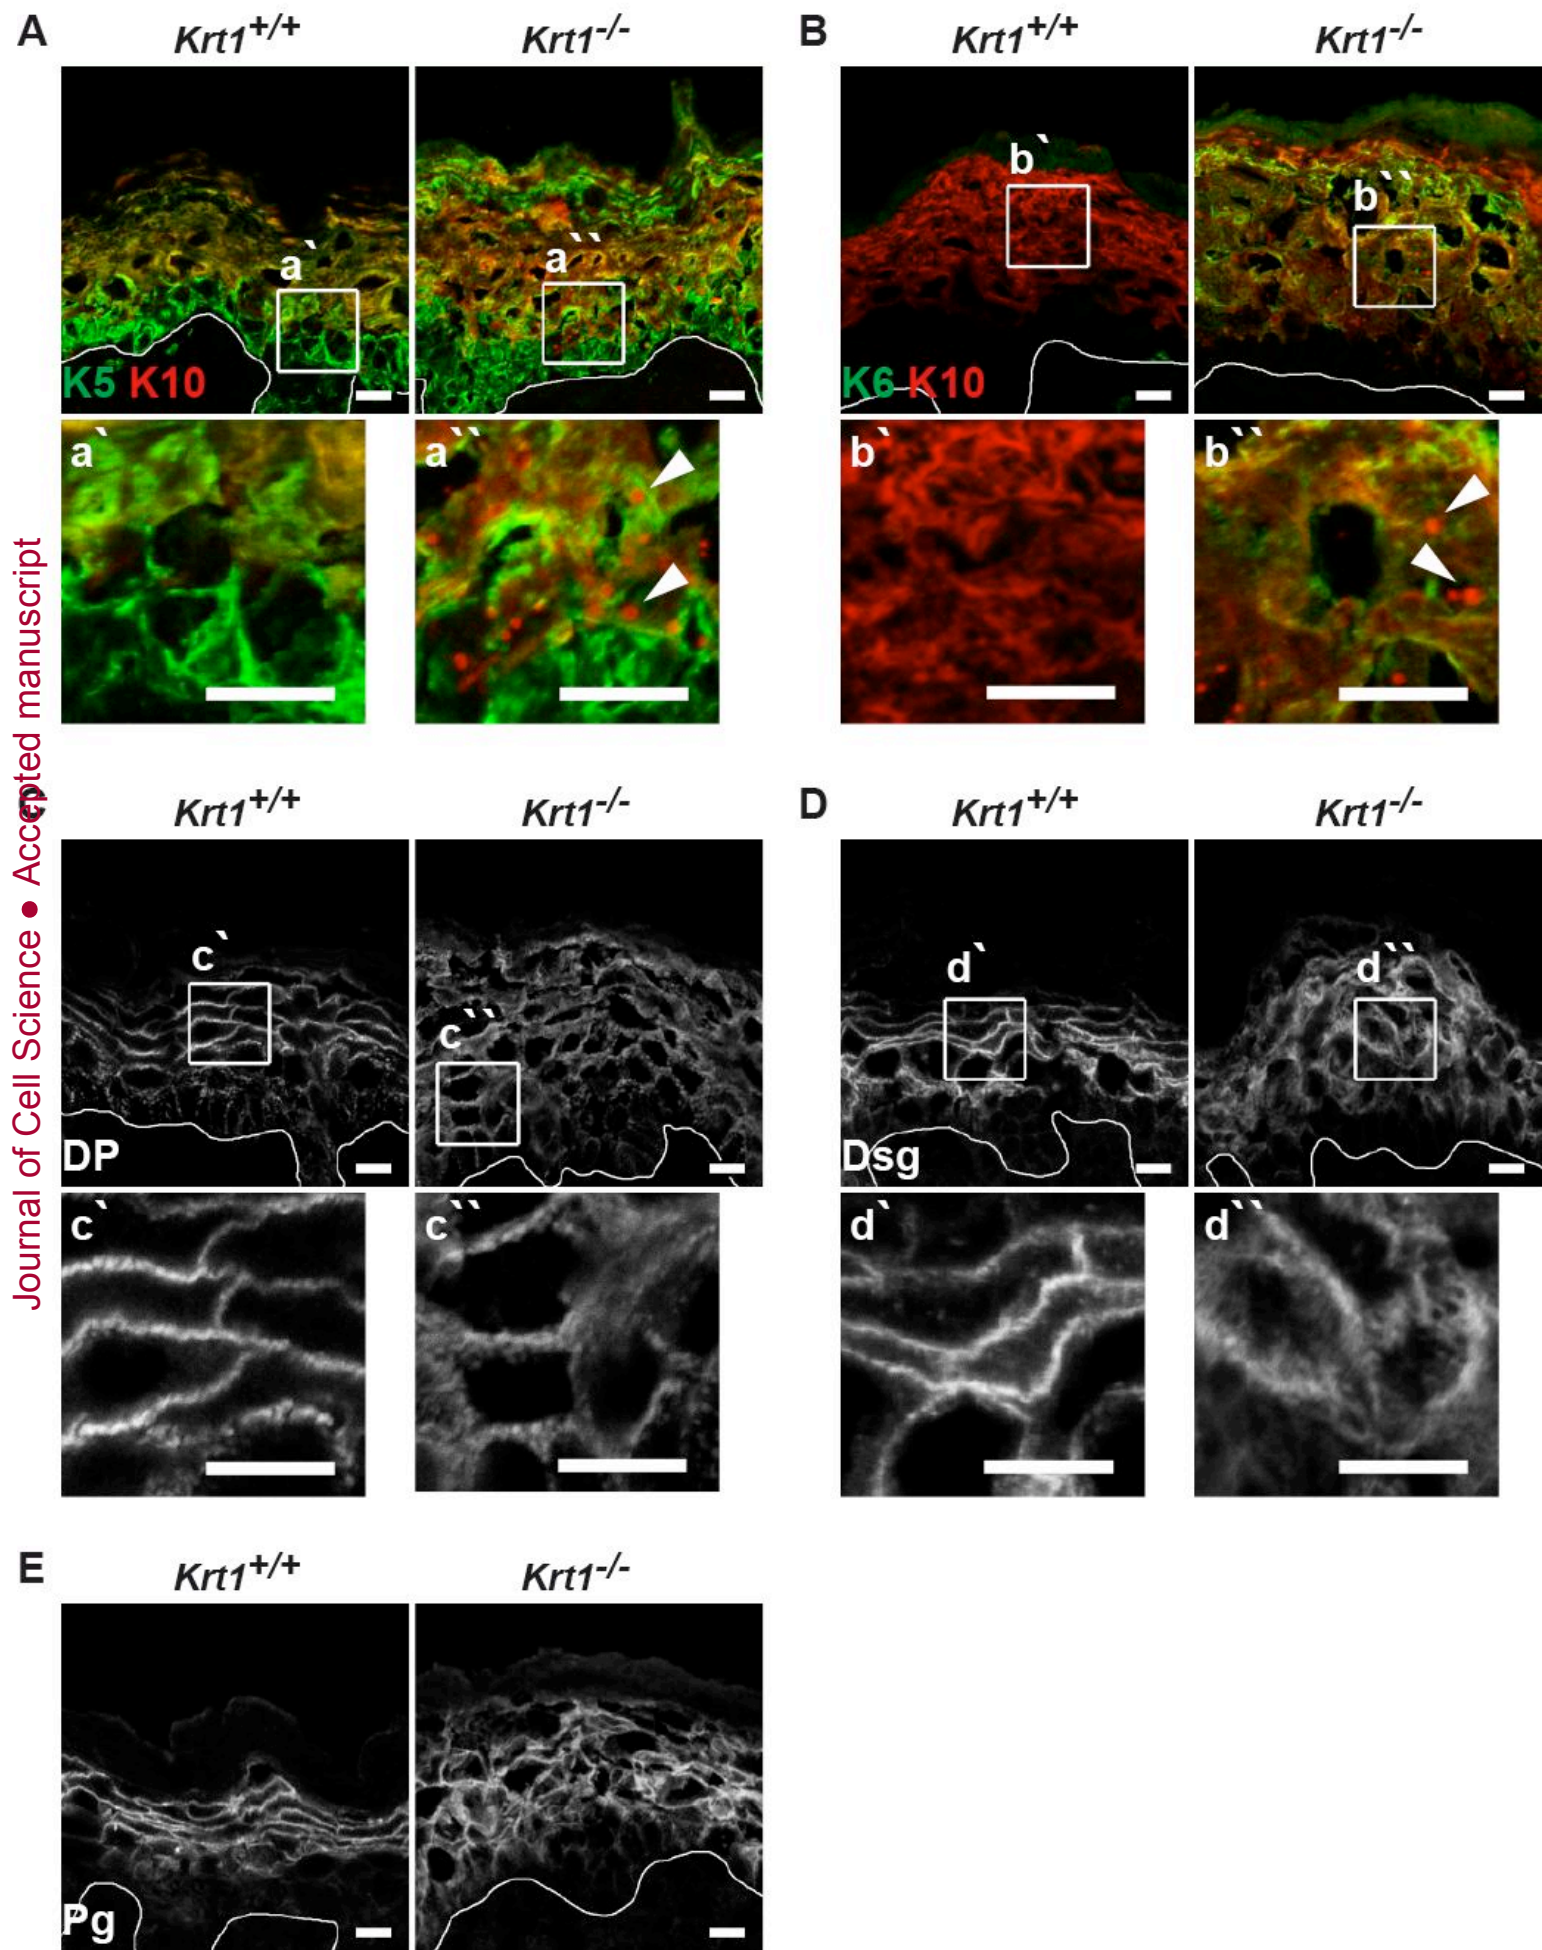 A
Krt1+/+
Krt1-/-
B
Krt1+/+
Krt1-/-
a`
a``
b`
b``
K5 K10
K6 K10
a`
a``
b`
b``
Journal of Cell Science ● Accepted manuscript
C
Krt1+/+
Krt1-/-
D
Krt1+/+
Krt1-/-
c`
c``
d`
d``
DP
Dsg
c`
c``
d`
d``
E
Krt1+/+
Krt1-/-
Pg